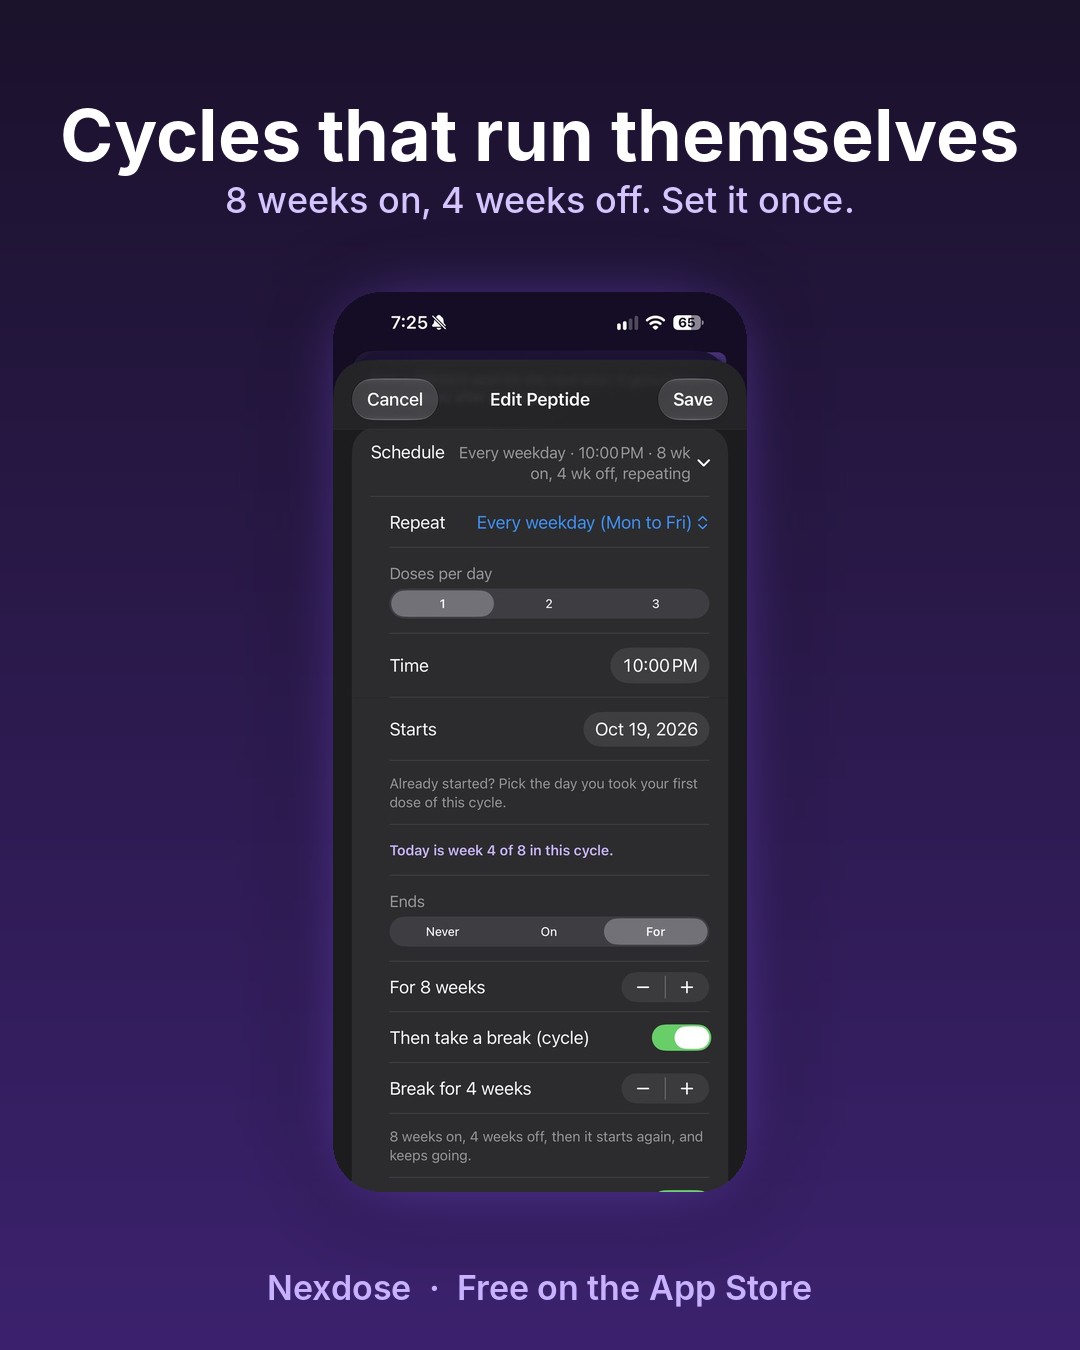 Cycles that run themselves
8 weeks on, 4 weeks off. Set it once.
7:25
65
Cancel
Edit Peptide
Save
Schedule
Every weekday · 10:00 PM · 8 wk
on, 4 wk off, repeating
Repeat
Every weekday (Mon to Fri)
Doses per day
1 2 3
Time
10:00 PM
Starts
Oct 19, 2026
Already started? Pick the day you took your first
dose of this cycle.
Today is week 4 of 8 in this cycle.
Ends
Never On For
For 8 weeks
− +
Then take a break (cycle)
Break for 4 weeks
− +
8 weeks on, 4 weeks off, then it starts again, and
keeps going.
Nexdose · Free on the App Store